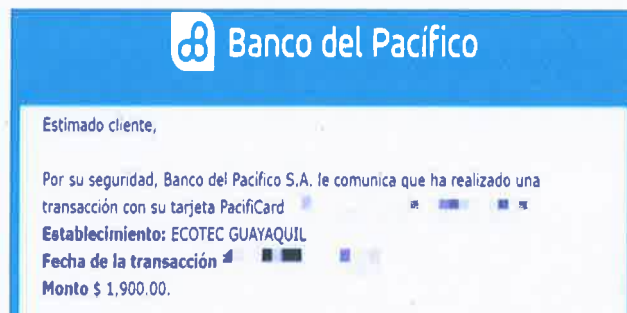 Banco del Pacífico
Estimado cliente,
Por su seguridad, Banco del Pacífico S.A. le comunica que ha realizado una
transacción con su tarjeta PacifiCard
Establecimiento: ECOTEC GUAYAQUIL
Fecha de la transacción
Monto $ 1,900.00.